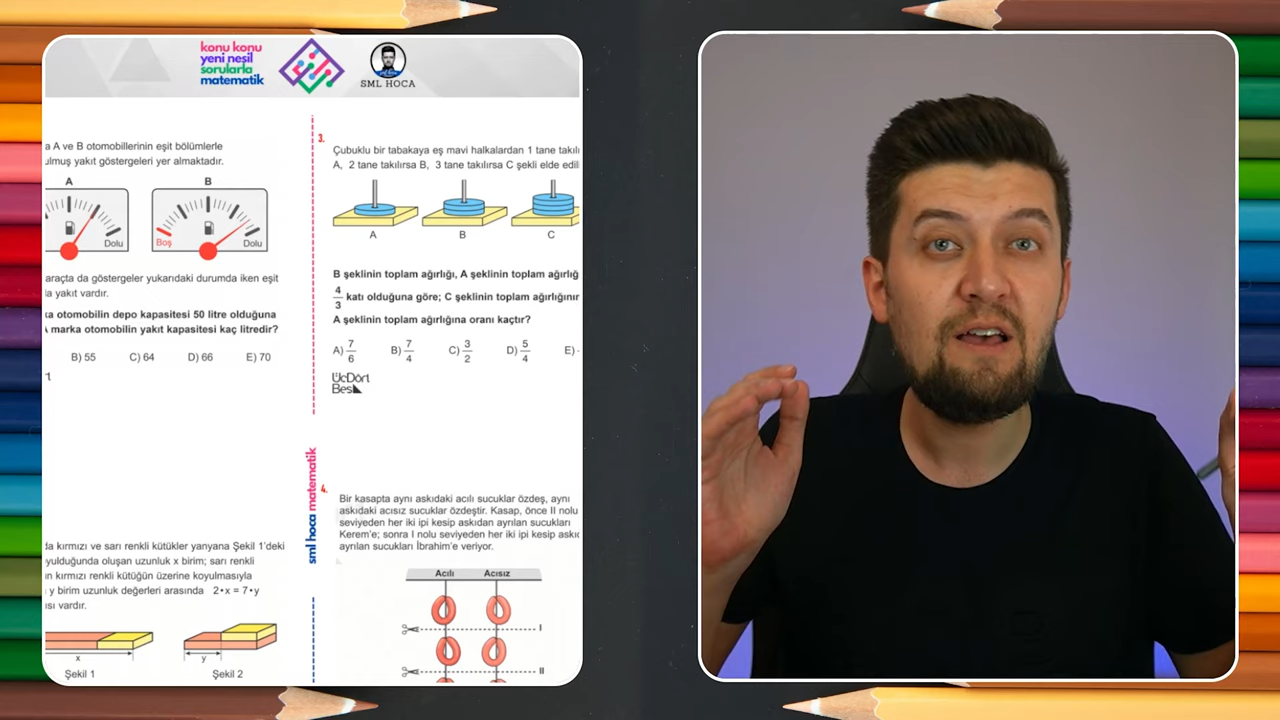 konu konu
yeni nesil
sorularla
matematik
SML HOCA
a A ve B otomobillerinin eşit bölümlerle
ulmuş yakıt göstergeleri yer almaktadır.
A
B
Dolu
Boş
Dolu
araçta da göstergeler yukarıdaki durumda iken eşit
la yakıt vardır.
ka otomobilin depo kapasitesi 50 litre olduğuna
marka otomobilin yakıt kapasitesi kaç litredir?
B) 55 C) 64 D) 66 E) 70
da kırmızı ve sarı renkli kütükler yanyana Şekil 1'deki
yulduğunda oluşan uzunluk x birim; sarı renkli
n kırmızı renkli kütüğün üzerine koyulmasıyla
y birim uzunluk değerleri arasında 2•x = 7•y
ısı vardır.
x
y
Şekil 1
Şekil 2
sml hoca matematik
3.
Çubuklu bir tabakaya eş mavi halkalardan 1 tane takılı
A, 2 tane takılırsa B, 3 tane takılırsa C şekli elde edil
A
B
C
B şeklinin toplam ağırlığı, A şeklinin toplam ağırlığ
4/3 katı olduğuna göre; C şeklinin toplam ağırlığının
A şeklinin toplam ağırlığına oranı kaçtır?
A) 7/6 B) 7/4 C) 3/2 D) 5/4 E)
ÜcDört
Bes
4.
Bir kasapta aynı askıdaki acılı sucuklar özdeş, aynı
askıdaki acısız sucuklar özdeştir. Kasap, önce II nolu
seviyeden her iki ipi kesip askıdan ayrılan sucukları
Kerem'e; sonra I nolu seviyeden her iki ipi kesip askıd
ayrılan sucukları İbrahim'e veriyor.
Acılı
Acısız
I
II